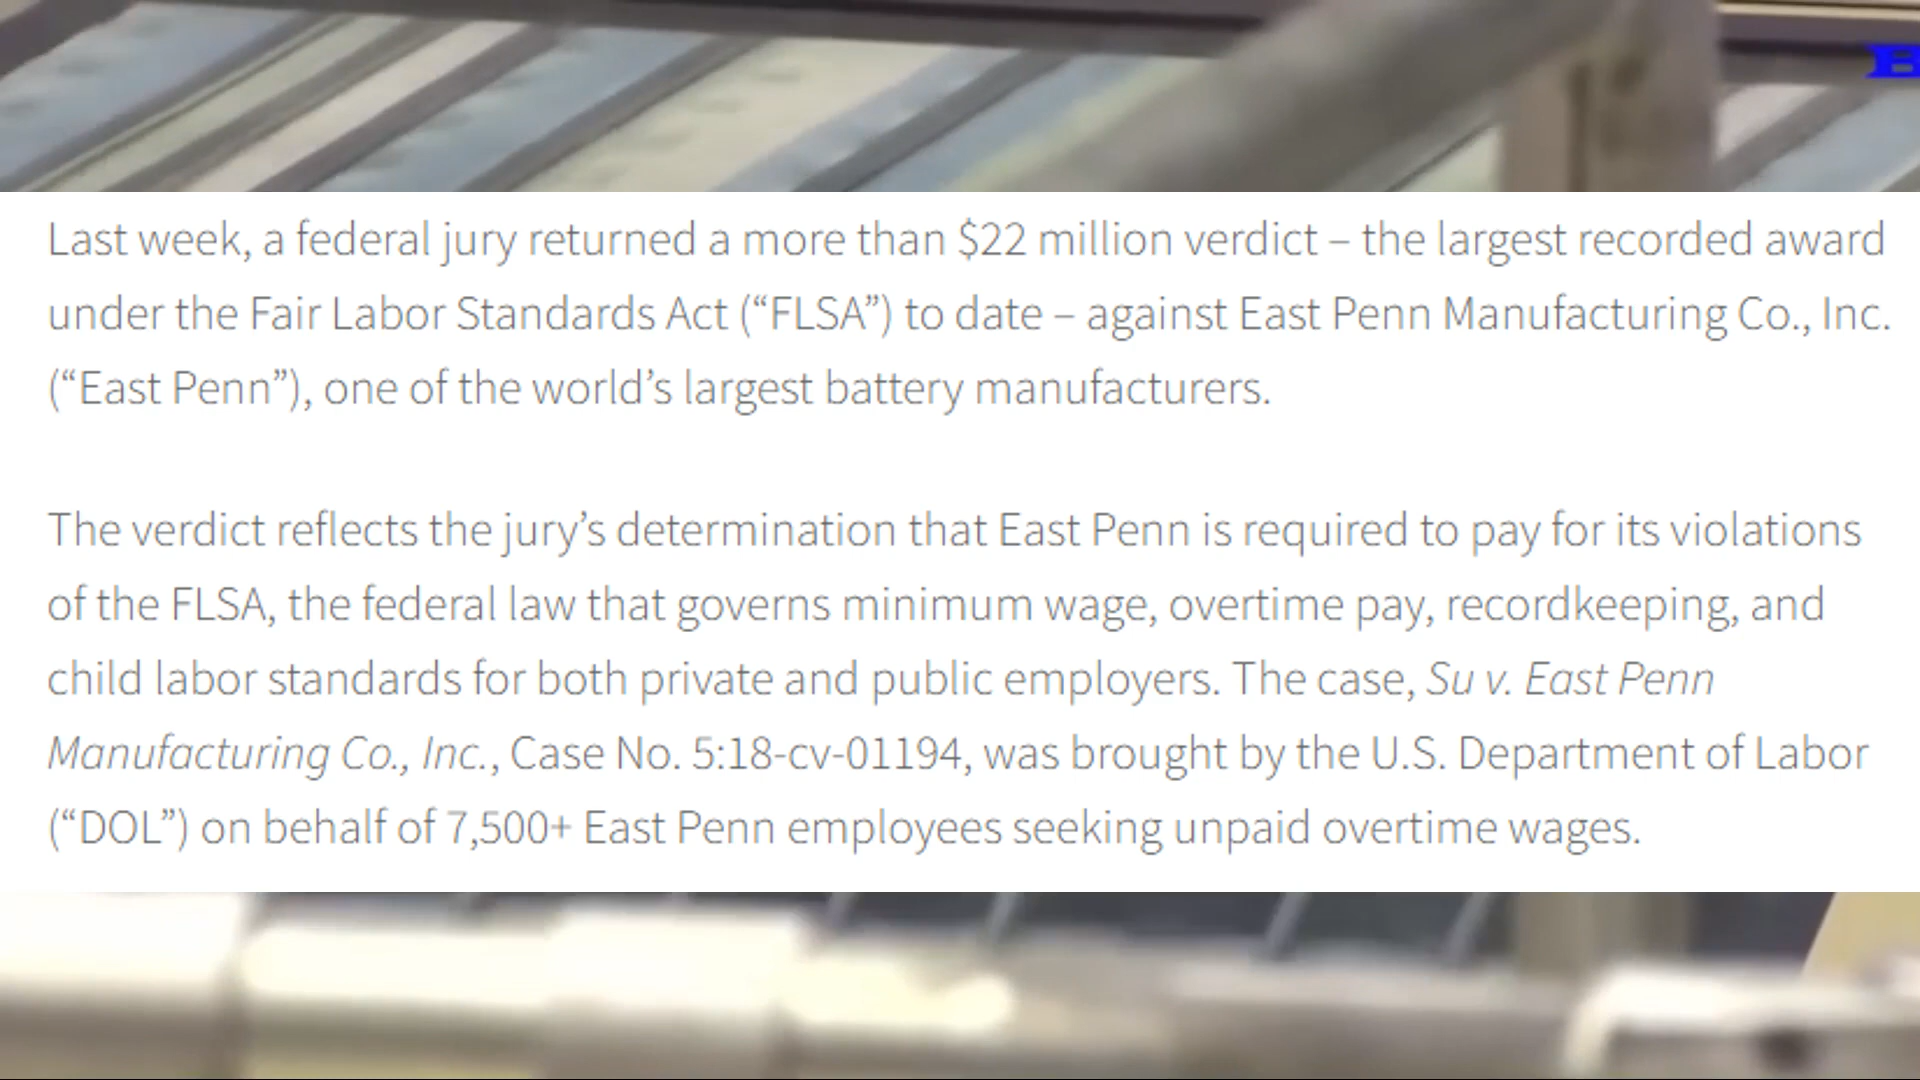 Last week, a federal jury returned a more than $22 million verdict – the largest recorded award
under the Fair Labor Standards Act (“FLSA”) to date – against East Penn Manufacturing Co., Inc.
(“East Penn”), one of the world’s largest battery manufacturers.
The verdict reflects the jury’s determination that East Penn is required to pay for its violations
of the FLSA, the federal law that governs minimum wage, overtime pay, recordkeeping, and
child labor standards for both private and public employers. The case, Su v. East Penn
Manufacturing Co., Inc., Case No. 5:18-cv-01194, was brought by the U.S. Department of Labor
(“DOL”) on behalf of 7,500+ East Penn employees seeking unpaid overtime wages.